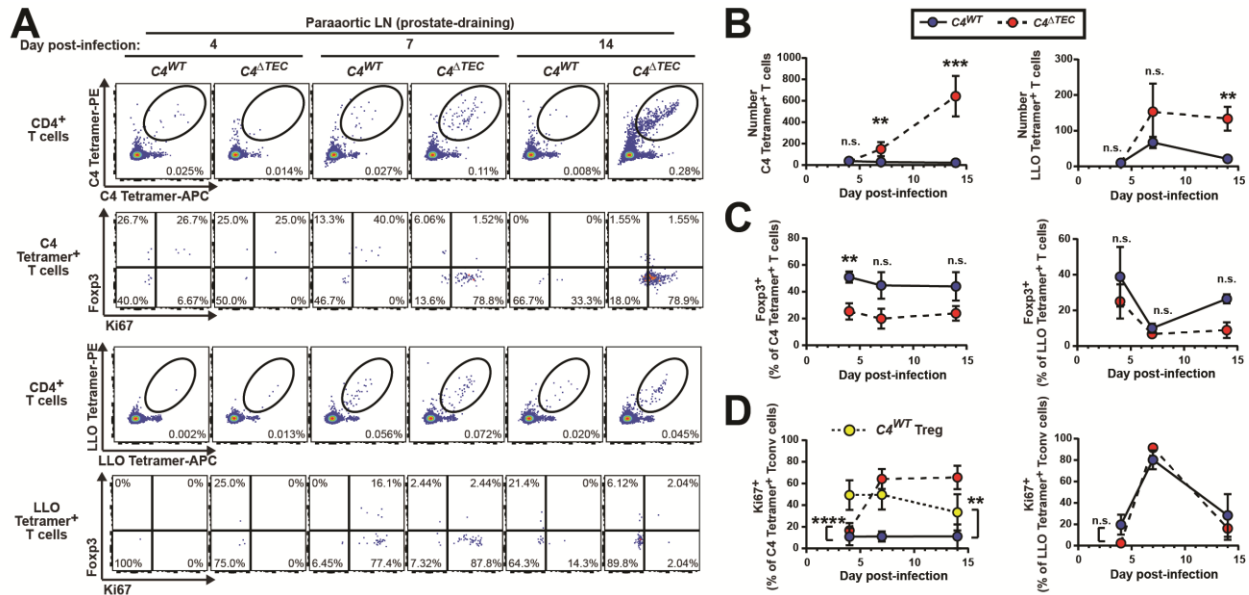 A
Paraaortic LN (prostate-draining)
Day post-infection: 4 7 14
C4WT C4ΔTEC C4WT C4ΔTEC C4WT C4ΔTEC
CD4+
T cells
C4 Tetramer-PE
0.025% 0.014% 0.027% 0.11% 0.008% 0.28%
C4 Tetramer-APC
C4
Tetramer+
T cells
Foxp3
26.7% 26.7% 25.0% 25.0% 13.3% 40.0% 6.06% 1.52% 0% 0% 1.55% 1.55%
40.0% 6.67% 50.0% 0% 46.7% 0% 13.6% 78.8% 66.7% 33.3% 18.0% 78.9%
Ki67
CD4+
T cells
LLO Tetramer-PE
0.002% 0.013% 0.056% 0.072% 0.020% 0.045%
LLO Tetramer-APC
LLO
Tetramer+
T cells
Foxp3
0% 0% 25.0% 0% 0% 16.1% 2.44% 2.44% 21.4% 0% 6.12% 2.04%
100% 0% 75.0% 0% 6.45% 77.4% 7.32% 87.8% 64.3% 14.3% 89.8% 2.04%
Ki67
B
C4WT C4ΔTEC
Number
C4 Tetramer+ T cells
1000
800
600
400
200
0
n.s. ** ***
0 5 10 15
Day post-infection
Number
LLO Tetramer+ T cells
300
200
100
0
n.s. n.s. **
0 5 10 15
Day post-infection
C
Foxp3+
(% of C4 Tetramer+ T cells)
80
60
40
20
0
** n.s. n.s.
0 5 10 15
Day post-infection
Foxp3+
(% of LLO Tetramer+ T cells)
80
60
40
20
0
n.s. n.s. n.s.
0 5 10 15
Day post-infection
D
C4WT Treg
Ki67+
(% of C4 Tetramer+ Tconv cells)
100
80
60
40
20
0
**** **
0 5 10 15
Day post-infection
Ki67+
(% of LLO Tetramer+ Tconv cells)
100
80
60
40
20
0
n.s.
0 5 10 15
Day post-infection